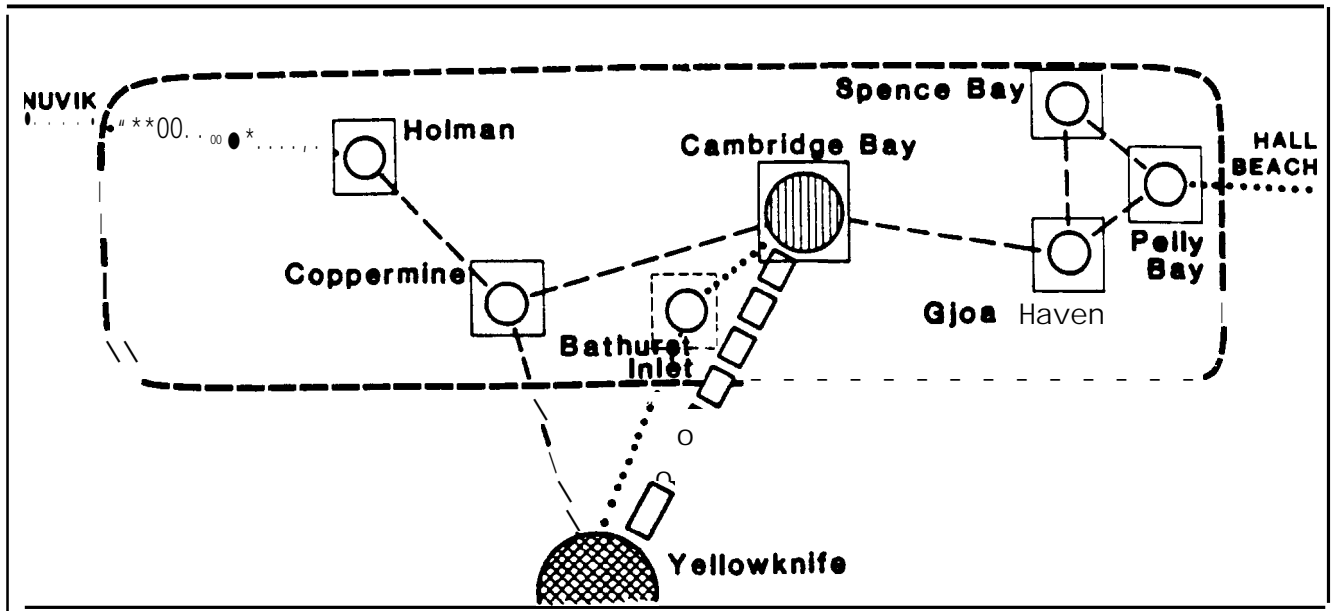 Spence Bay
NUVIK
Holman
Cambridge Bay
HALL
BEACH
Coppermine
Pelly
Bay
Gjoa Haven
Bathurst
Inlet
Yellowknife